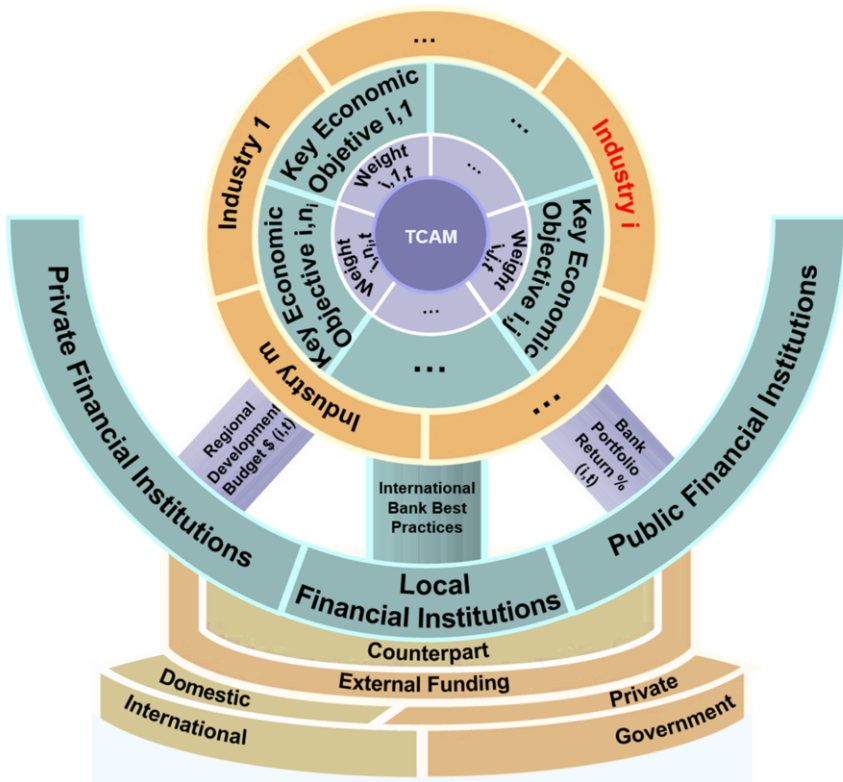 ...
Industry 1
Industry i
Key Economic
Objetive i,1
...
Weight
i,1,t
...
TCAM
Key Economic
Objective i,nᵢ
Weight
i,nᵢ,t
Weight
i,j,t
Key Economic
Objective i,j
...
...
Industry m
...
Private Financial Institutions
Public Financial Institutions
Regional
Development
Budget $ (i,t)
International
Bank Best
Practices
Bank
Portfolio
Return %
(i,t)
Local
Financial Institutions
Counterpart
External Funding
Domestic
Private
International
Government